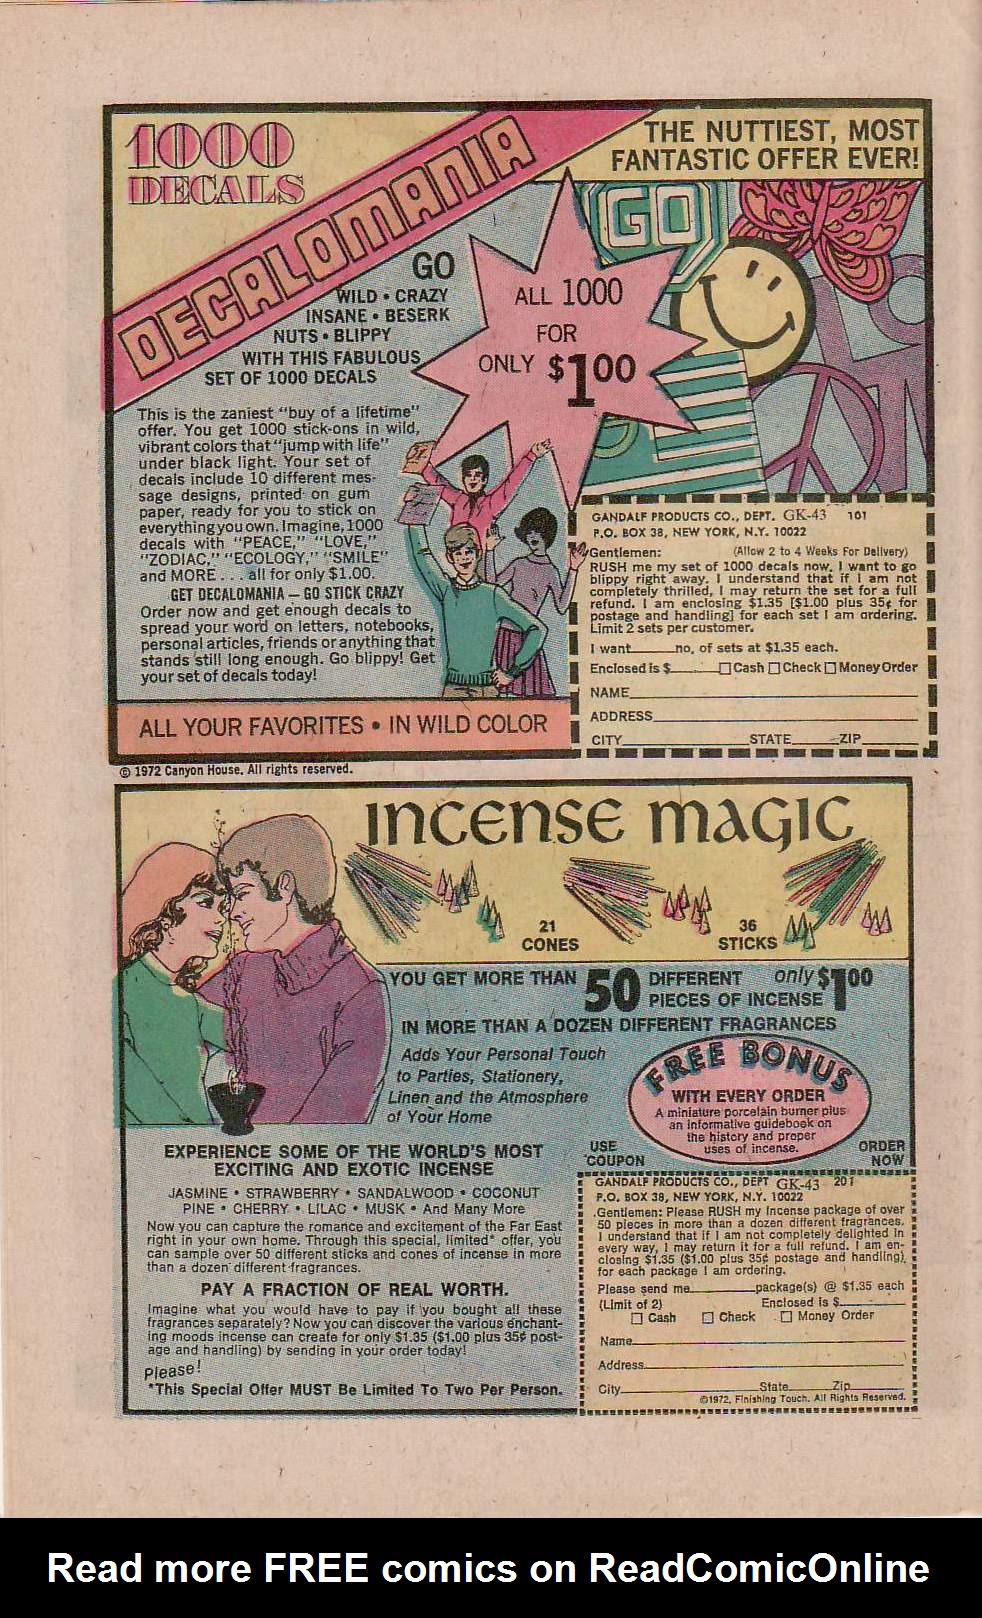 1000
DECALS
DECALOMANIA
THE NUTTIEST, MOST
FANTASTIC OFFER EVER!
GO
GO
WILD • CRAZY
INSANE • BESERK
NUTS • BLIPPY
WITH THIS FABULOUS
SET OF 1000 DECALS
ALL 1000
FOR
ONLY $1.00
This is the zaniest "buy of a lifetime"
offer. You get 1000 stick-ons in wild,
vibrant colors that "jump with life"
under black light. Your set of
decals include 10 different mes-
sage designs, printed on gum
paper, ready for you to stick on
everything you own. Imagine, 1000
decals with "PEACE," "LOVE,"
"ZODIAC," "ECOLOGY," "SMILE"
and MORE . . . all for only $1.00.
GET DECALOMANIA – GO STICK CRAZY
Order now and get enough decals to
spread your word on letters, notebooks,
personal articles, friends or anything that
stands still long enough. Go blippy! Get
your set of decals today!
ALL YOUR FAVORITES • IN WILD COLOR
GANDALF PRODUCTS CO., DEPT. GK-43 101
P.O. BOX 38, NEW YORK, N.Y. 10022
Gentlemen: (Allow 2 to 4 Weeks For Delivery)
RUSH me my set of 1000 decals now. I want to go
blippy right away. I understand that if I am not
completely thrilled, I may return the set for a full
refund. I am enclosing $1.35 [$1.00 plus 35¢ for
postage and handling] for each set I am ordering.
Limit 2 sets per customer.
I want______no. of sets at $1.35 each.
Enclosed is $______ □ Cash □ Check □ Money Order
NAME
ADDRESS
CITY STATE ZIP
© 1972 Canyon House. All rights reserved.
INCENSE MAGIC
21
CONES
36
STICKS
YOU GET MORE THAN 50 DIFFERENT PIECES OF INCENSE only $1.00
IN MORE THAN A DOZEN DIFFERENT FRAGRANCES
Adds Your Personal Touch
to Parties, Stationery,
Linen and the Atmosphere
of Your Home
FREE BONUS
WITH EVERY ORDER
A miniature porcelain burner plus
an informative guidebook on
the history and proper
uses of incense.
USE
COUPON
ORDER
NOW
EXPERIENCE SOME OF THE WORLD'S MOST
EXCITING AND EXOTIC INCENSE
JASMINE • STRAWBERRY • SANDALWOOD • COCONUT
PINE • CHERRY • LILAC • MUSK • And Many More
Now you can capture the romance and excitement of the Far East
right in your own home. Through this special, limited* offer, you
can sample over 50 different sticks and cones of incense in more
than a dozen different fragrances.
PAY A FRACTION OF REAL WORTH.
Imagine what you would have to pay if you bought all these
fragrances separately? Now you can discover the various enchant-
ing moods incense can create for only $1.35 ($1.00 plus 35¢ post-
age and handling) by sending in your order today!
Please!
*This Special Offer MUST Be Limited To Two Per Person.
GANDALF PRODUCTS CO., DEPT GK-43 201
P.O. BOX 38, NEW YORK, N.Y. 10022
Gentlemen: Please RUSH my Incense package of over
50 pieces in more than a dozen different fragrances.
I understand that if I am not completely delighted in
every way, I may return it for a full refund. I am en-
closing $1.35 ($1.00 plus 35¢ postage and handling),
for each package I am ordering.
Please send me______package(s) @ $1.35 each
(Limit of 2) Enclosed is $______
□ Cash □ Check □ Money Order
Name
Address
City State Zip
©1972, Finishing Touch. All Rights Reserved.
Read more FREE comics on ReadComicOnline